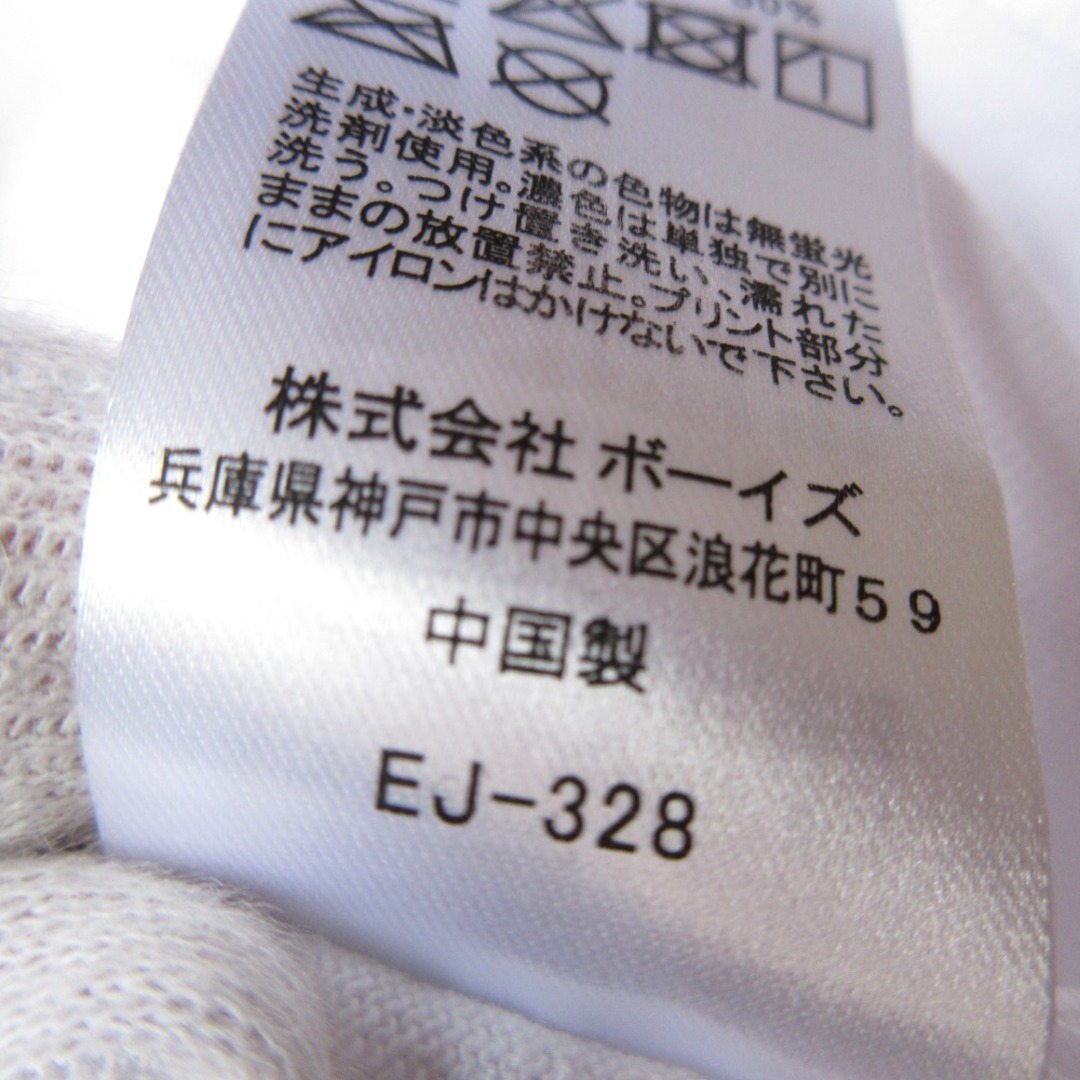 生成・淡色系の色物は無蛍光
洗剤使用。濃色は単独で別に
洗う。つけ置き洗い、濡れた
ままの放置禁止。プリント部分
にアイロンはかけないで下さい。
株式会社 ボーイズ
兵庫県神戸市中央区浪花町59
中国製
EJ-328